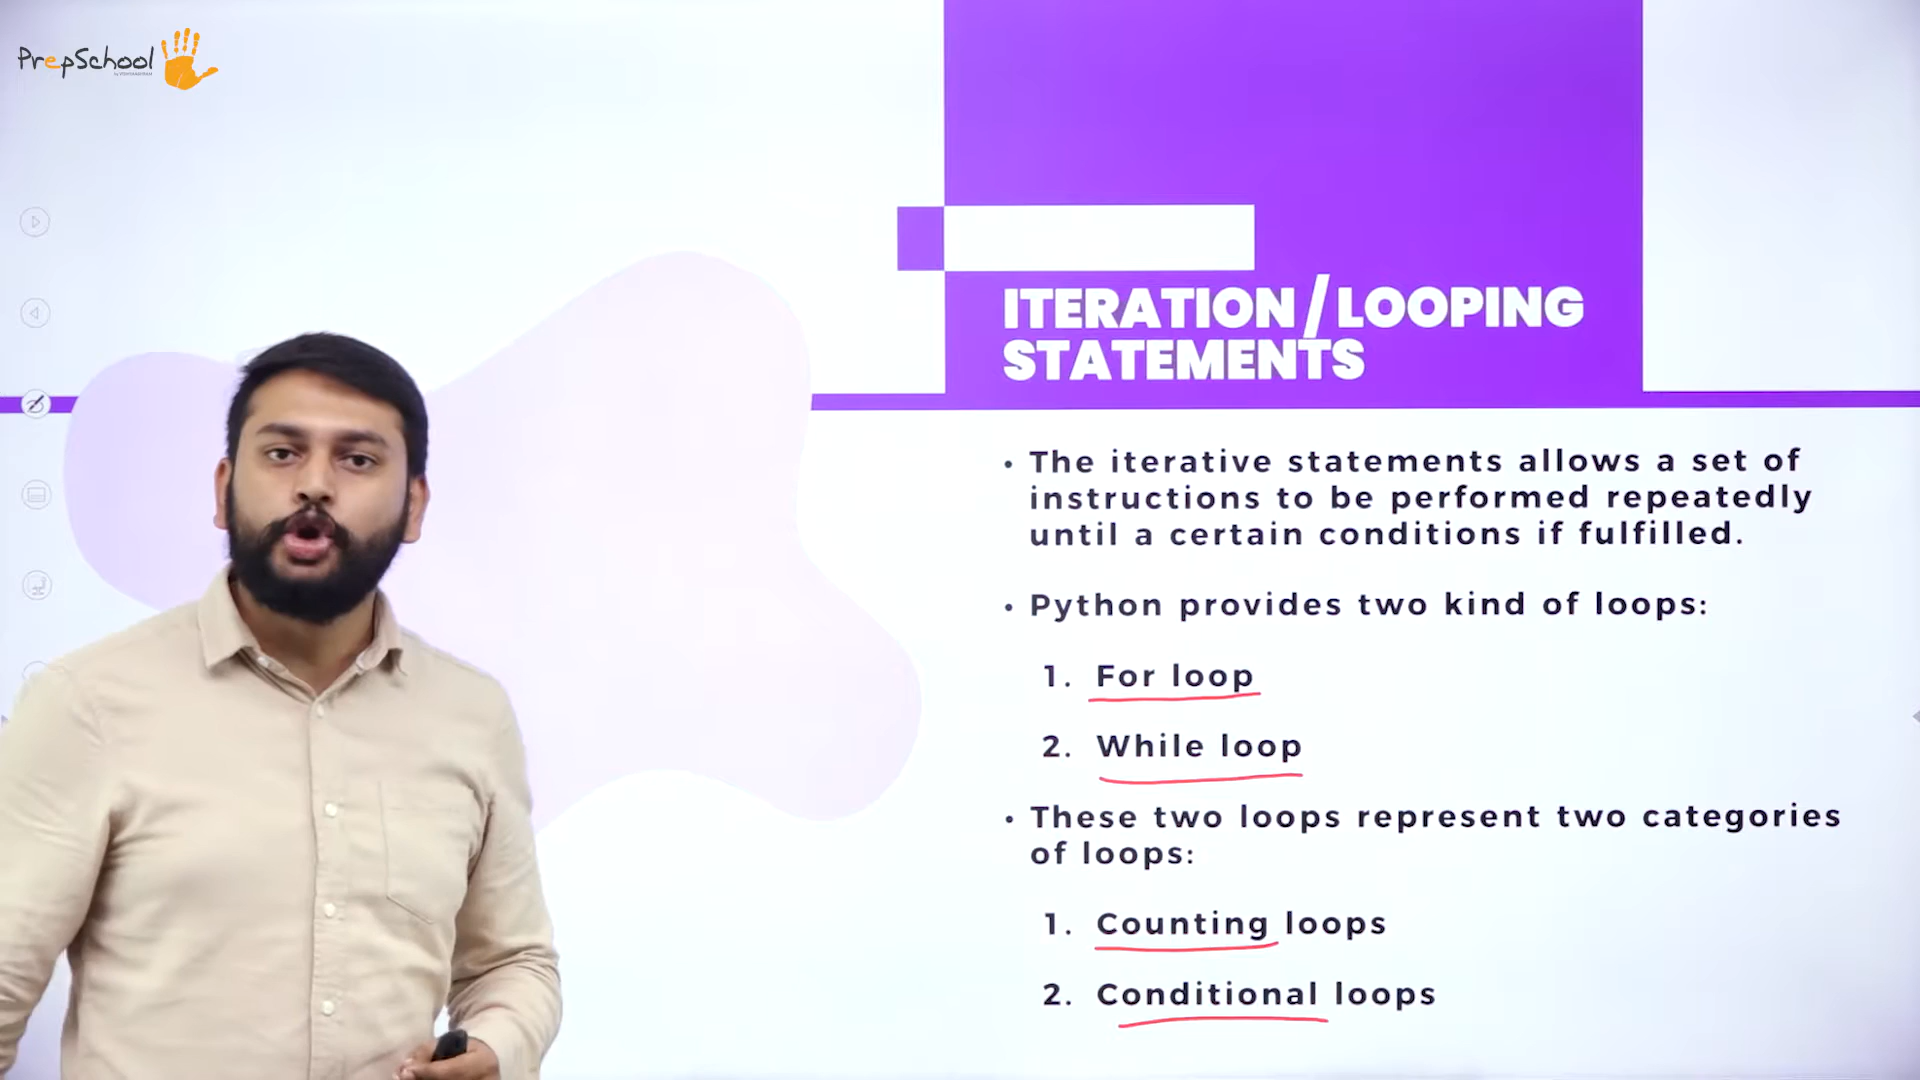 PrepSchool
ITERATION/LOOPING
STATEMENTS
• The iterative statements allows a set of
instructions to be performed repeatedly
until a certain conditions if fulfilled.
• Python provides two kind of loops:
1. For loop
2. While loop
• These two loops represent two categories
of loops:
1. Counting loops
2. Conditional loops